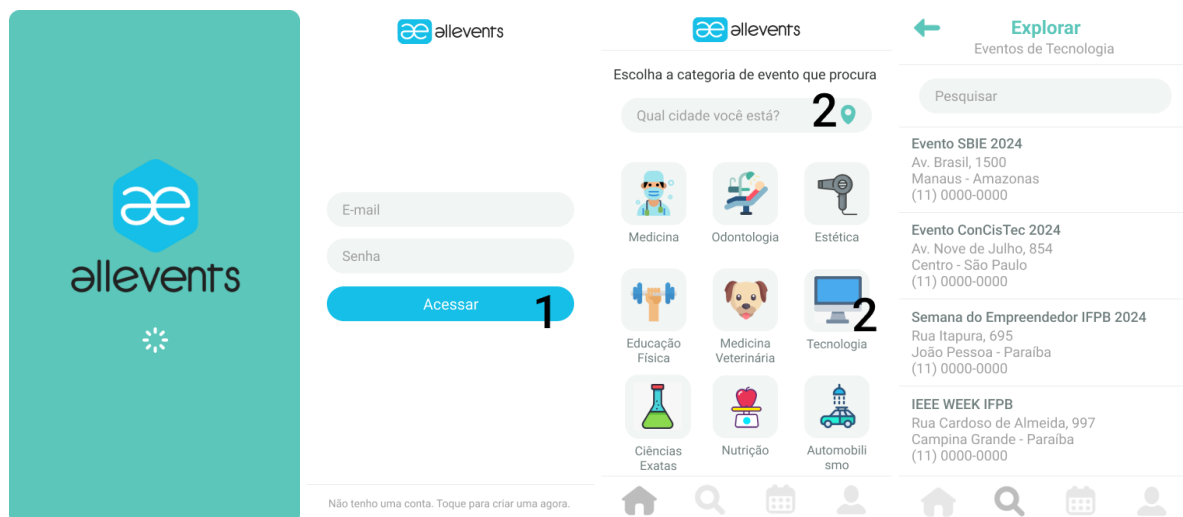 æ
allevents
æ allevents
E-mail
Senha
Acessar 1
Não tenho uma conta. Toque para criar uma agora.
æ allevents
Escolha a categoria de evento que procura
Qual cidade você está? 2
Medicina
Odontologia
Estética
2
Educação
Física
Medicina
Veterinária
Tecnologia
Ciências
Exatas
Nutrição
Automobili
smo
Explorar
Eventos de Tecnologia
Pesquisar
Evento SBIE 2024
Av. Brasil, 1500
Manaus - Amazonas
(11) 0000-0000
Evento ConCisTec 2024
Av. Nove de Julho, 854
Centro - São Paulo
(11) 0000-0000
Semana do Empreendedor IFPB 2024
Rua Itapura, 695
João Pessoa - Paraíba
(11) 0000-0000
IEEE WEEK IFPB
Rua Cardoso de Almeida, 997
Campina Grande - Paraíba
(11) 0000-0000